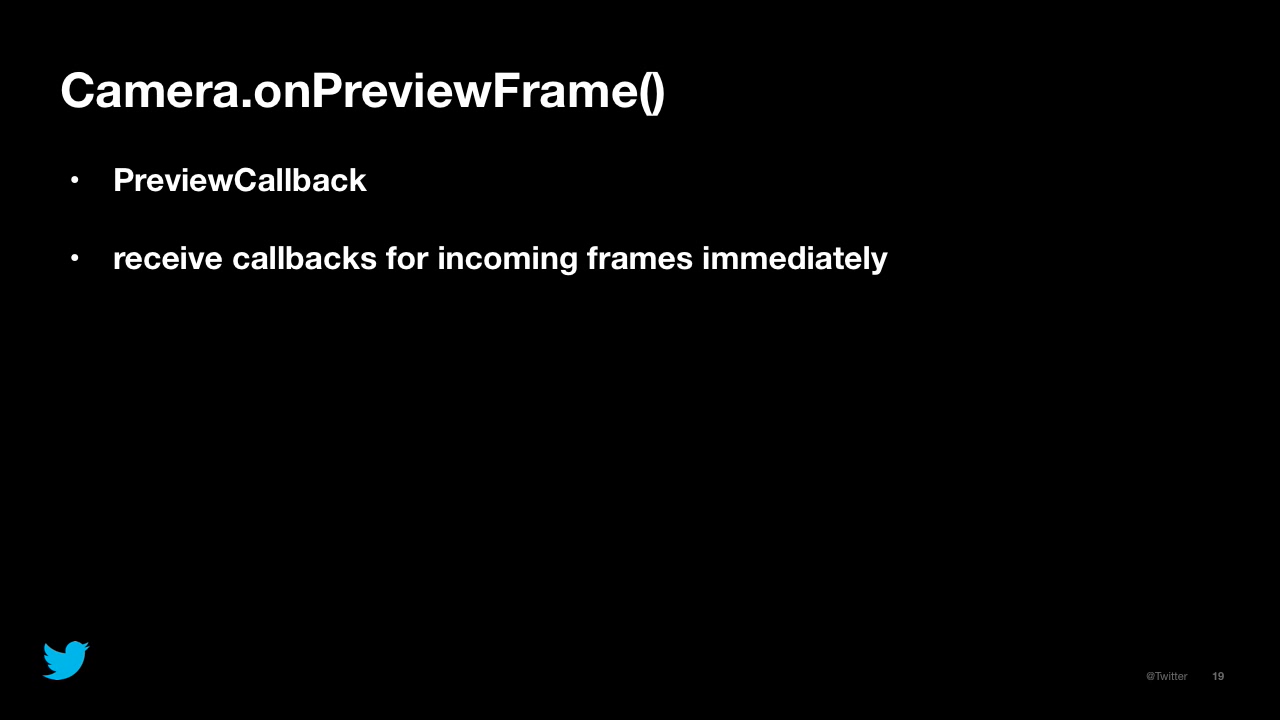 Camera.onPreviewFrame()
• PreviewCallback
• receive callbacks for incoming frames immediately
@Twitter 19